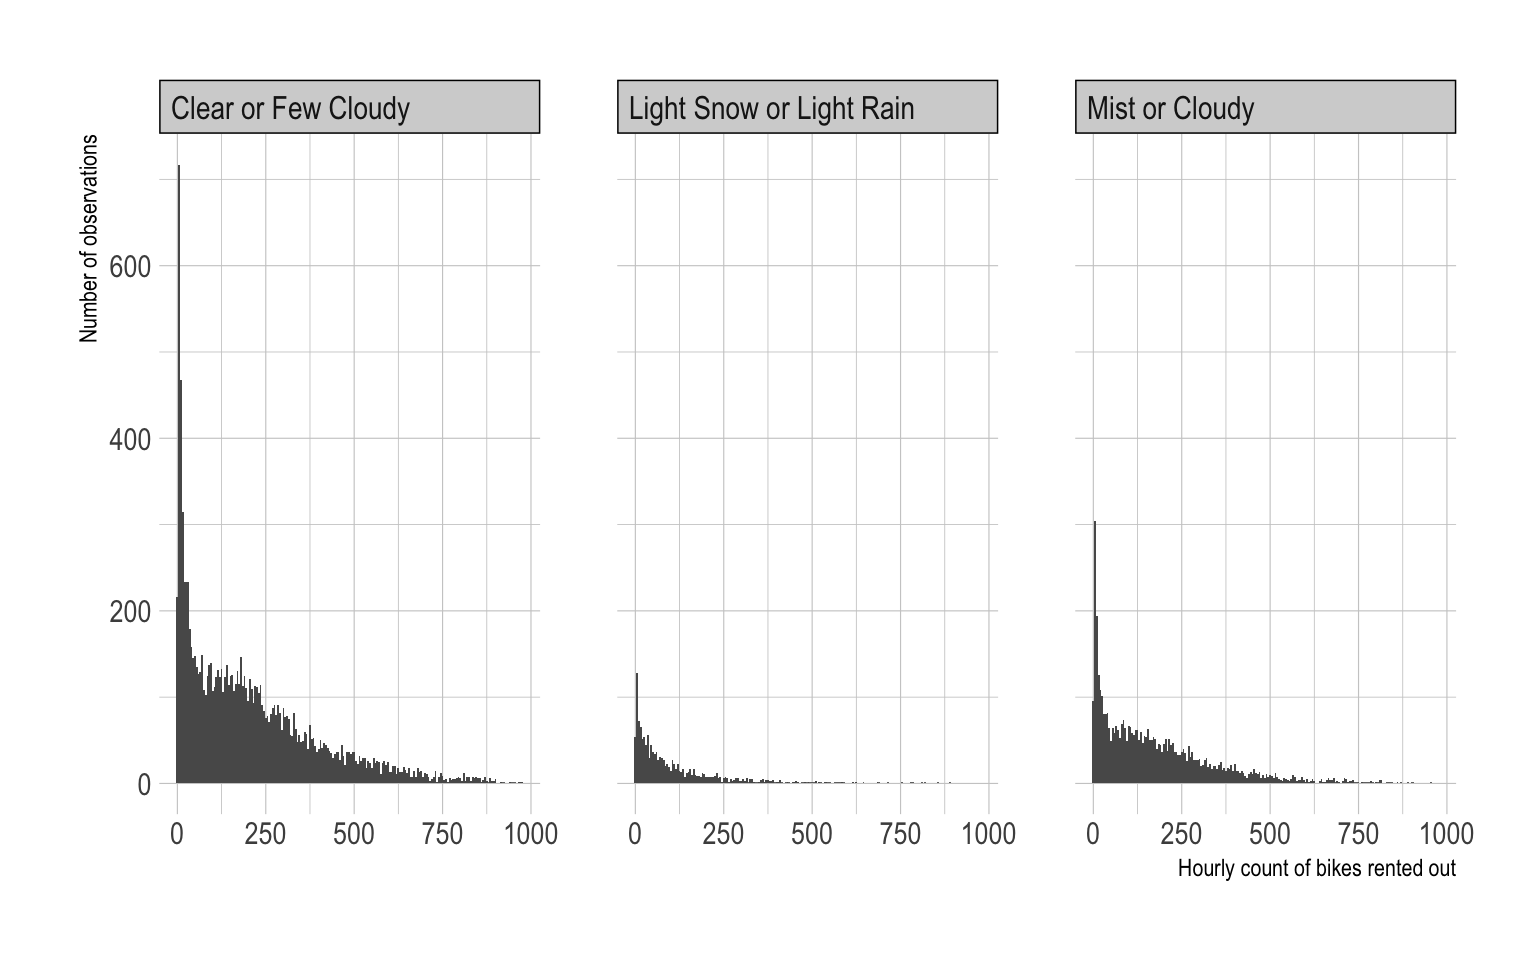 Clear or Few Cloudy
Light Snow or Light Rain
Mist or Cloudy
Number of observations
600
400
200
0
0 250 500 750 1000
0 250 500 750 1000
0 250 500 750 1000
Hourly count of bikes rented out